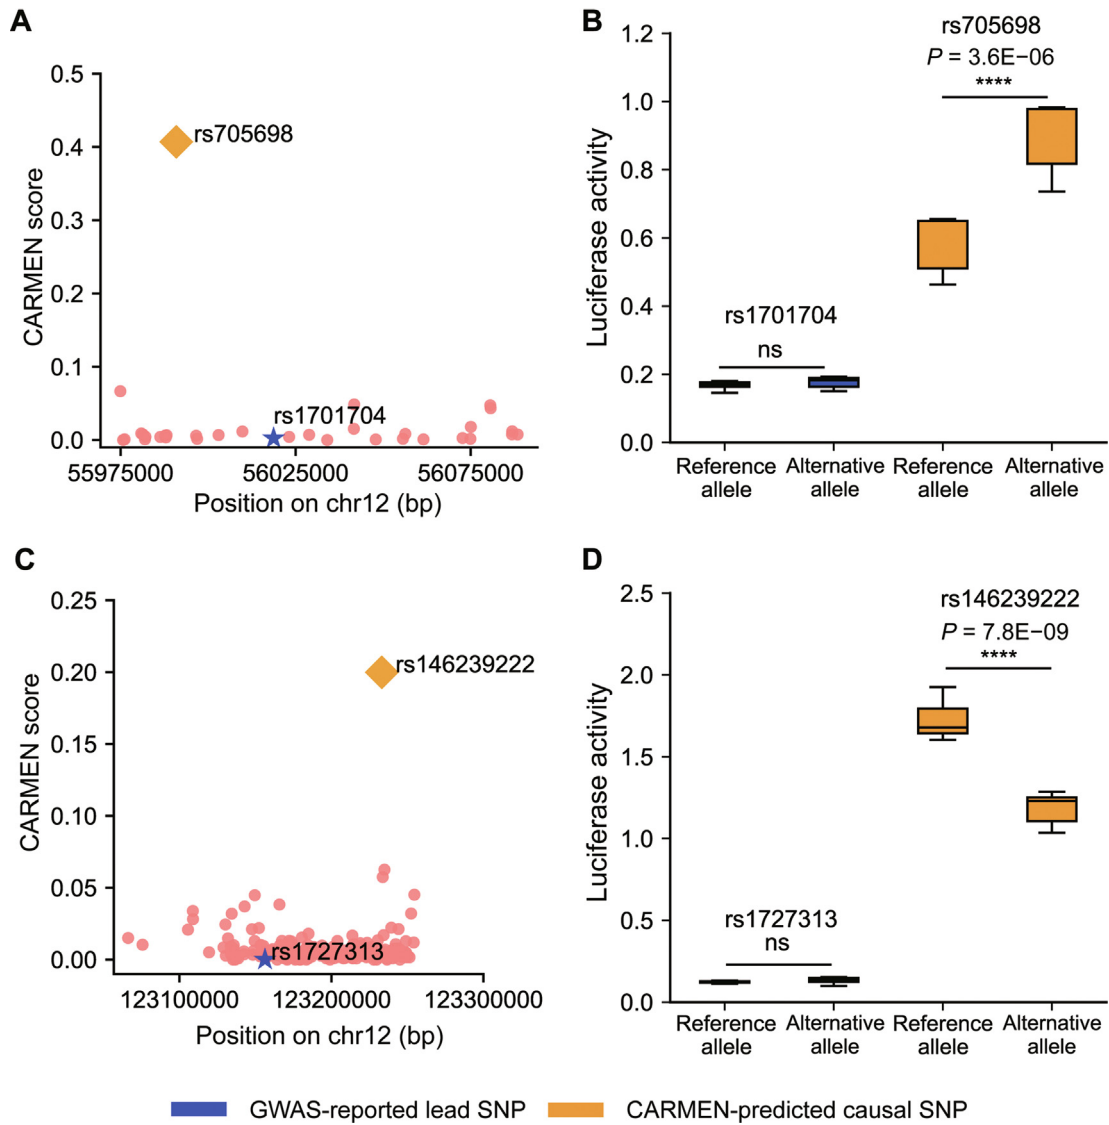 A
CARMEN score
0.5
0.4
0.3
0.2
0.1
0.0
rs705698
rs1701704
55975000
56025000
56075000
Position on chr12 (bp)
B
Luciferase activity
1.2
1.0
0.8
0.6
0.4
0.2
0.0
rs705698
P = 3.6E−06
****
rs1701704
ns
Reference
allele
Alternative
allele
Reference
allele
Alternative
allele
C
CARMEN score
0.25
0.20
0.15
0.10
0.05
0.00
rs146239222
rs1727313
123100000
123200000
123300000
Position on chr12 (bp)
D
Luciferase activity
2.5
2.0
1.5
1.0
0.5
0.0
rs146239222
P = 7.8E−09
****
rs1727313
ns
Reference
allele
Alternative
allele
Reference
allele
Alternative
allele
GWAS-reported lead SNP
CARMEN-predicted causal SNP